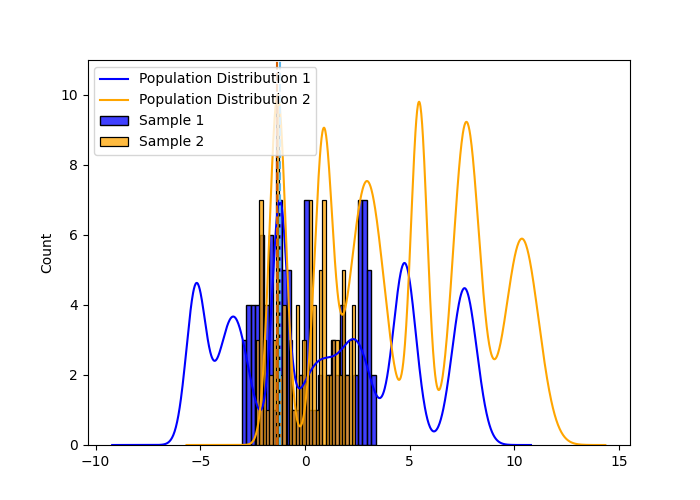 Population Distribution 1
Population Distribution 2
Sample 1
Sample 2
Count
10
8
6
4
2
0
−10 −5 0 5 10 15